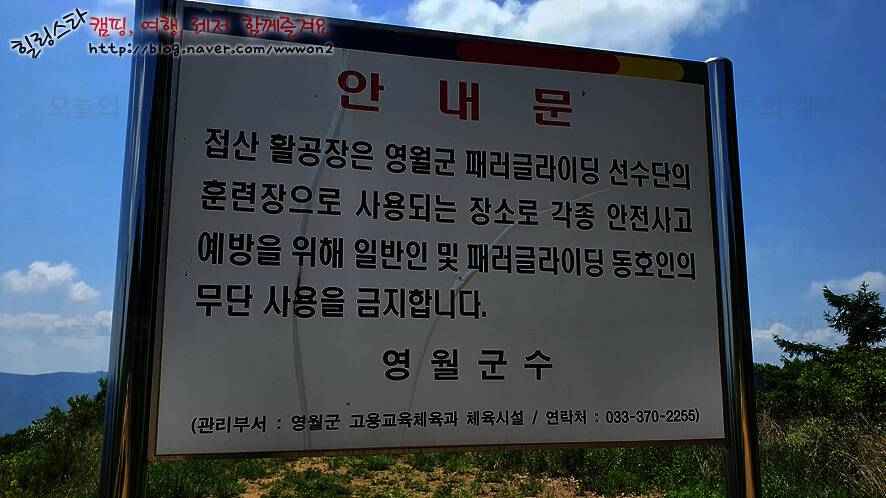 힐링스타 캠핑, 여행, 레저 함께즐겨요
http://blog.naver.com/wwwon2
안내문
접산 활공장은 영월군 패러글라이딩 선수단의
훈련장으로 사용되는 장소로 각종 안전사고
예방을 위해 일반인 및 패러글라이딩 동호인의
무단 사용을 금지합니다.
영월군수
(관리부서 : 영월군 고용교육체육과 체육시설 / 연락처 : 033-370-2255)